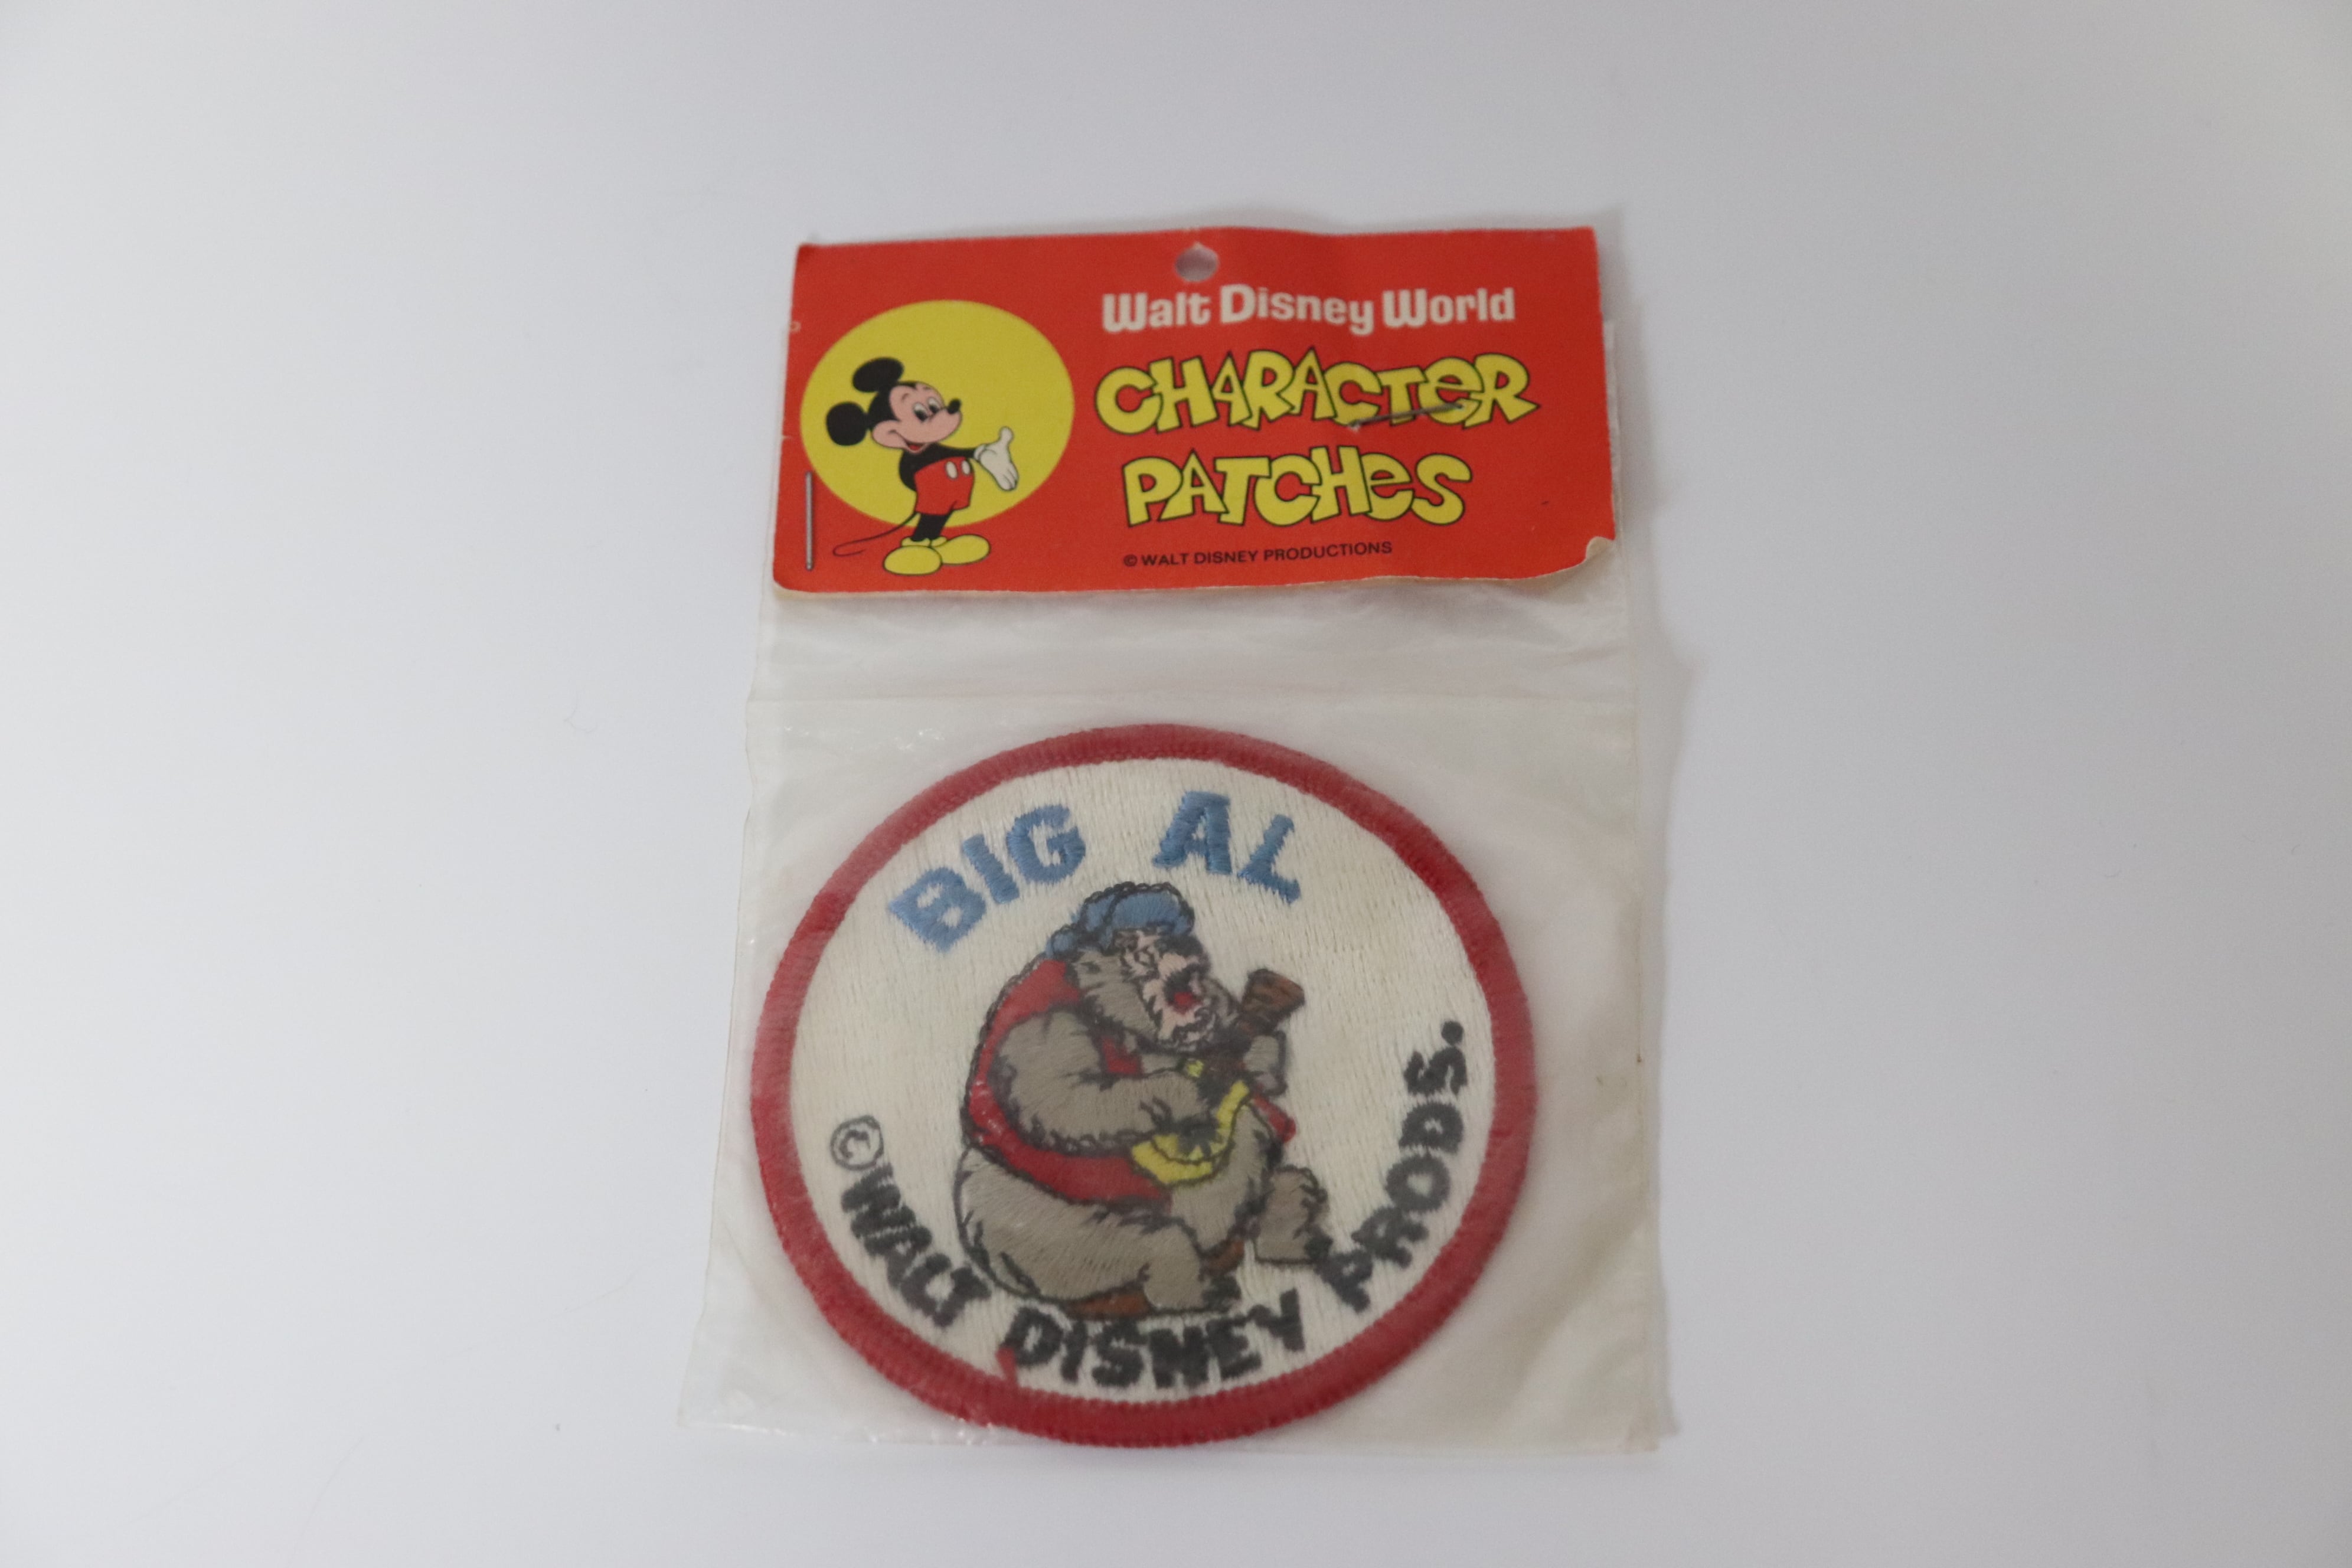 Walt Disney World
CHARACTeR
PATCHeS
© WALT DISNEY PRODUCTIONS
BIG AL
© WALT DISNEY PRODS.